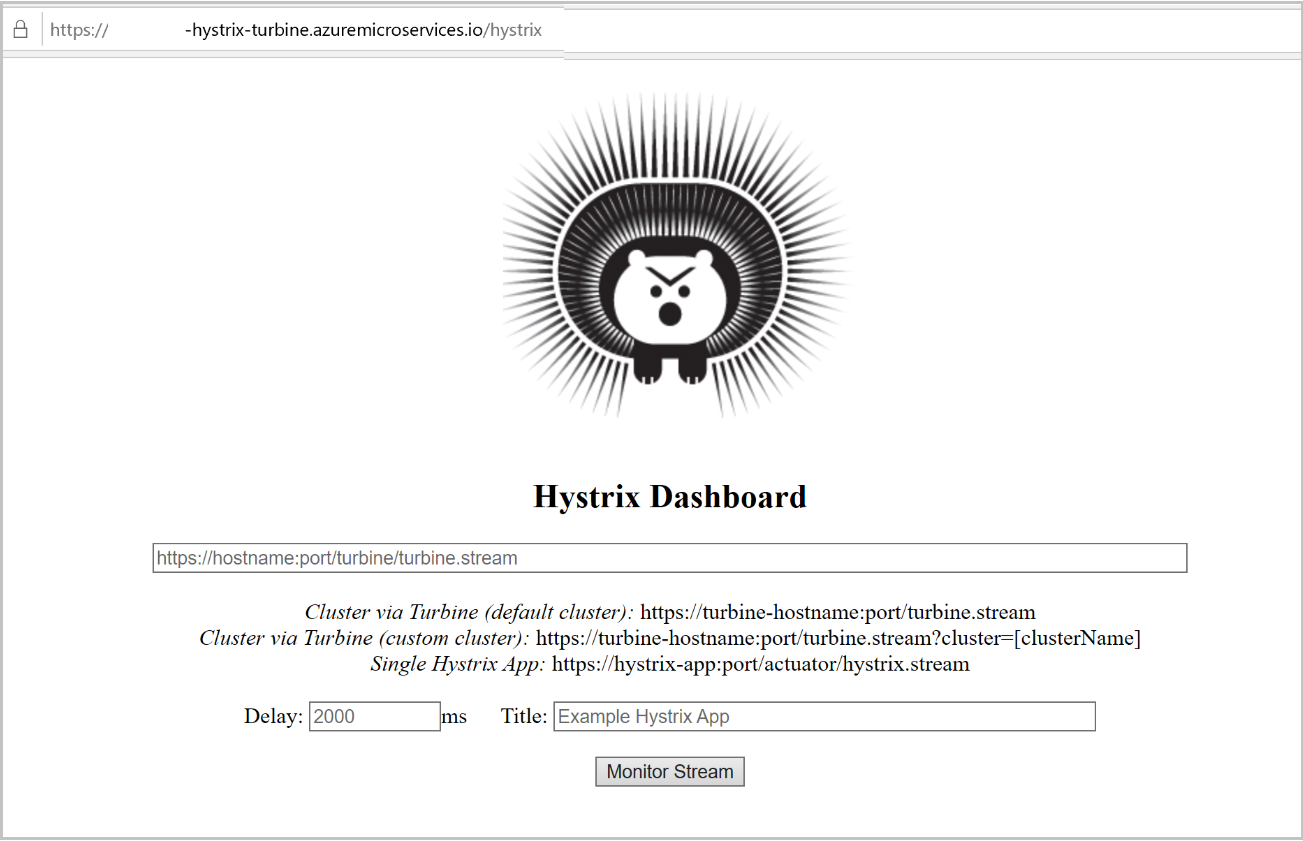 https:// -hystrix-turbine.azuremicroservices.io/hystrix
Hystrix Dashboard
https://hostname:port/turbine/turbine.stream
Cluster via Turbine (default cluster): https://turbine-hostname:port/turbine.stream
Cluster via Turbine (custom cluster): https://turbine-hostname:port/turbine.stream?cluster=[clusterName]
Single Hystrix App: https://hystrix-app:port/actuator/hystrix.stream
Delay: 2000 ms Title: Example Hystrix App
Monitor Stream